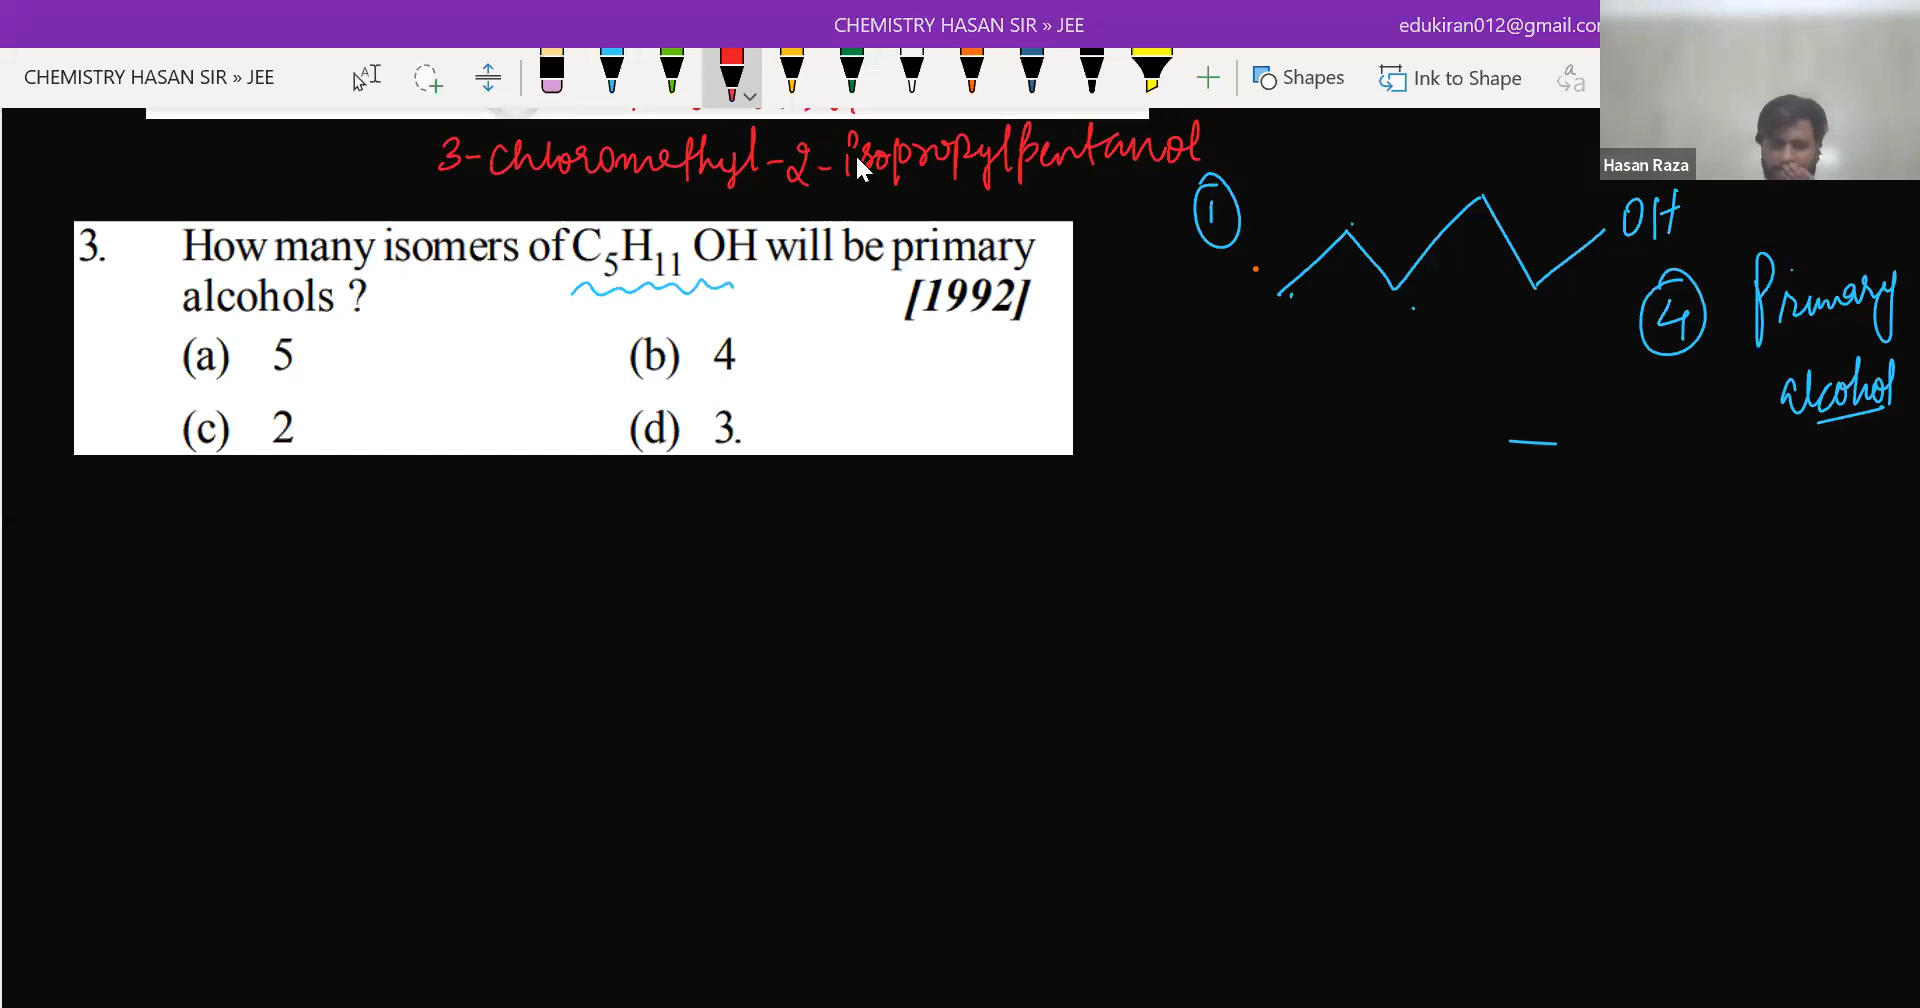 CHEMISTRY HASAN SIR » JEE
edukiran012@gmail.co
CHEMISTRY HASAN SIR » JEE
Shapes
Ink to Shape
Hasan Raza
3-chloromethyl-2-isopropylpentanol
3. How many isomers of C₅H₁₁ OH will be primary
alcohols ? [1992]
(a) 5 (b) 4
(c) 2 (d) 3.
1
OH
4 Primary
alcohol